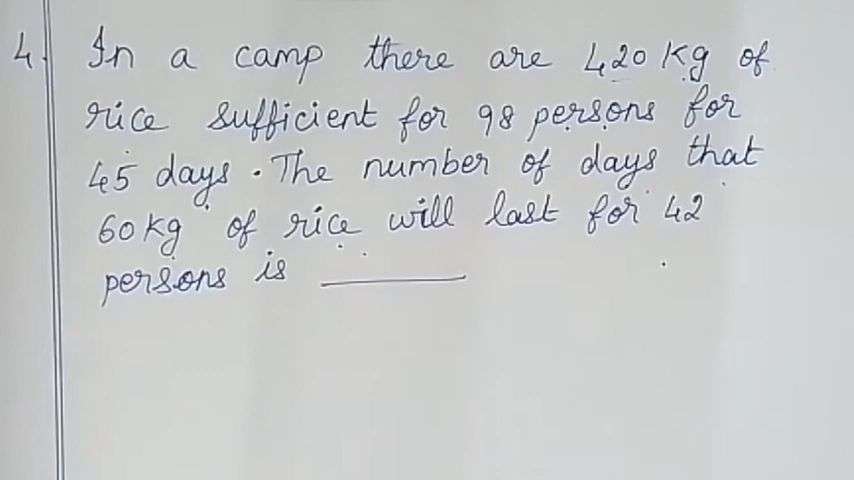 4. In a camp there are 420 Kg of
rice sufficient for 98 persons for
45 days. The number of days that
60 Kg of rice will last for 42
persons is ______